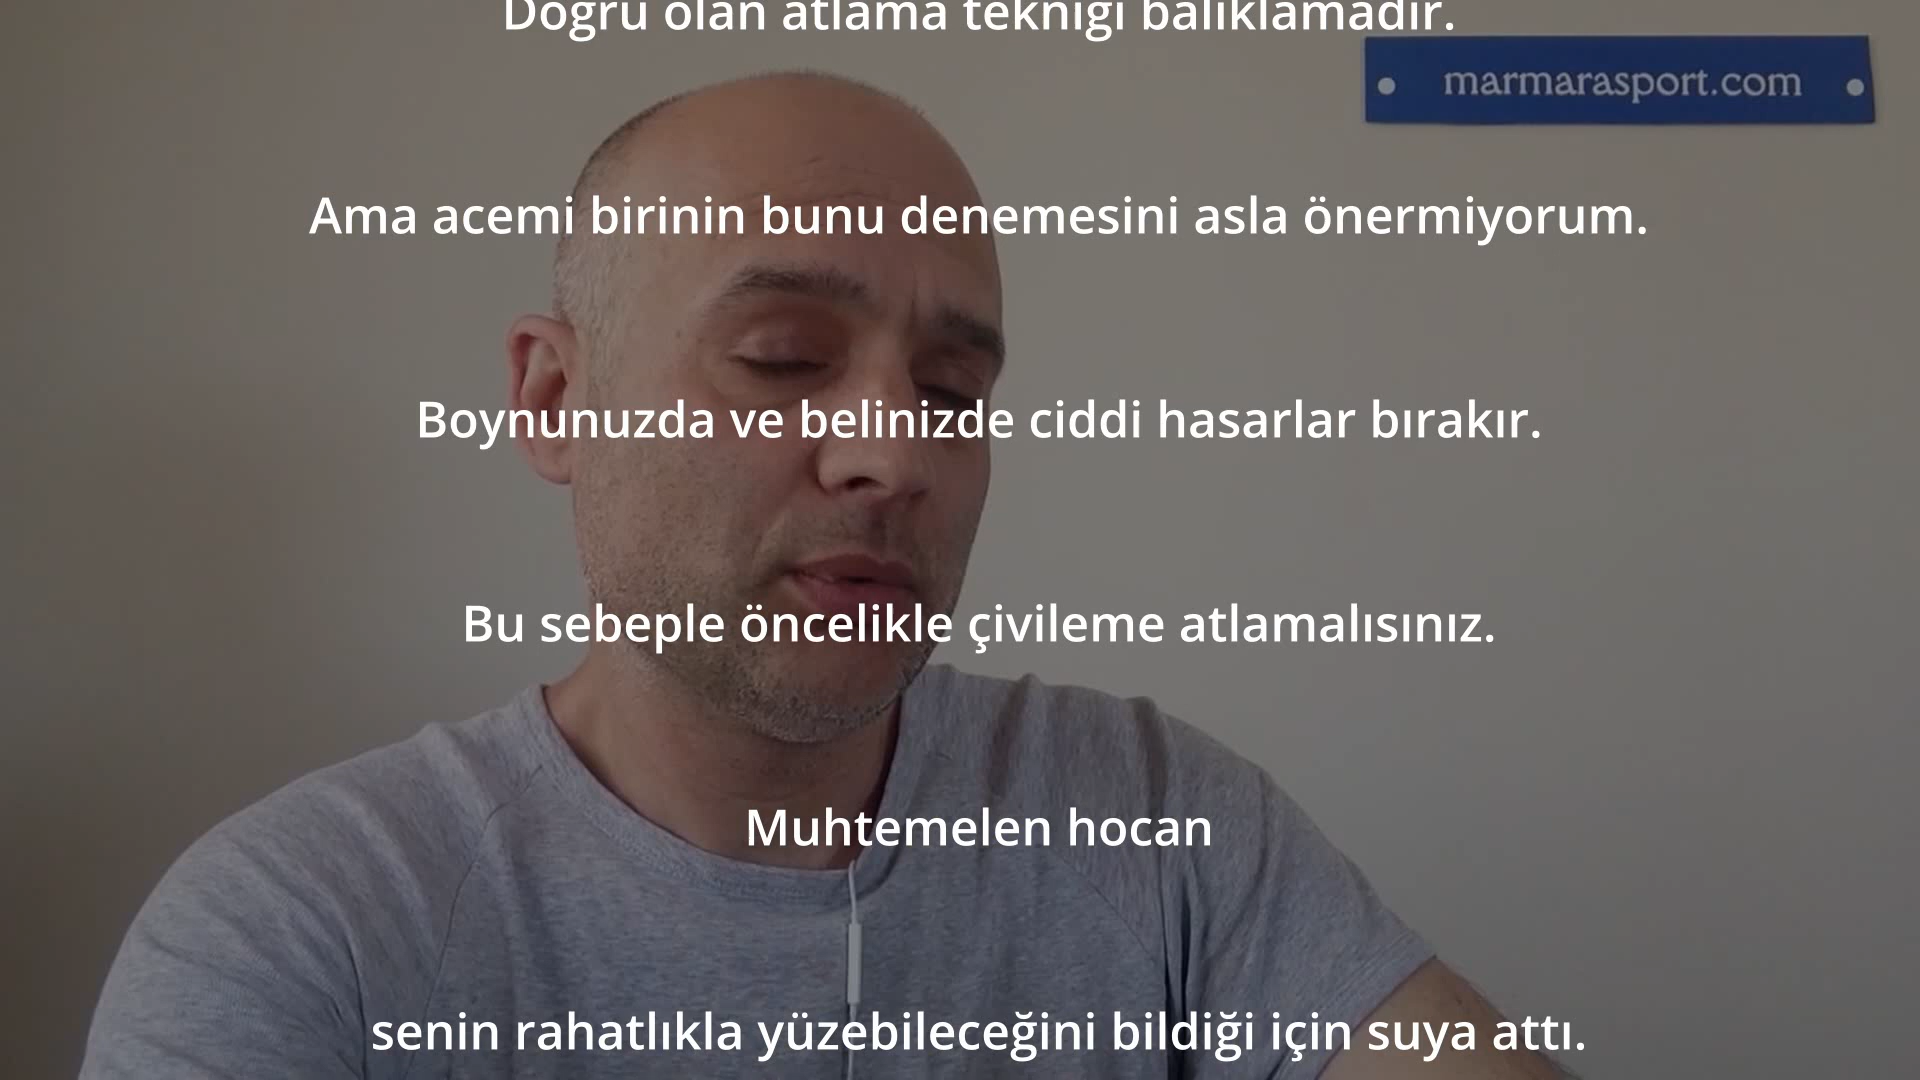 Doğru olan atlama tekniği balıklamadır.
marmarasport.com
Ama acemi birinin bunu denemesini asla önermiyorum.
Boynunuzda ve belinizde ciddi hasarlar bırakır.
Bu sebeple öncelikle çivileme atlamalısınız.
Muhtemelen hocan
senin rahatlıkla yüzebileceğini bildiği için suya attı.